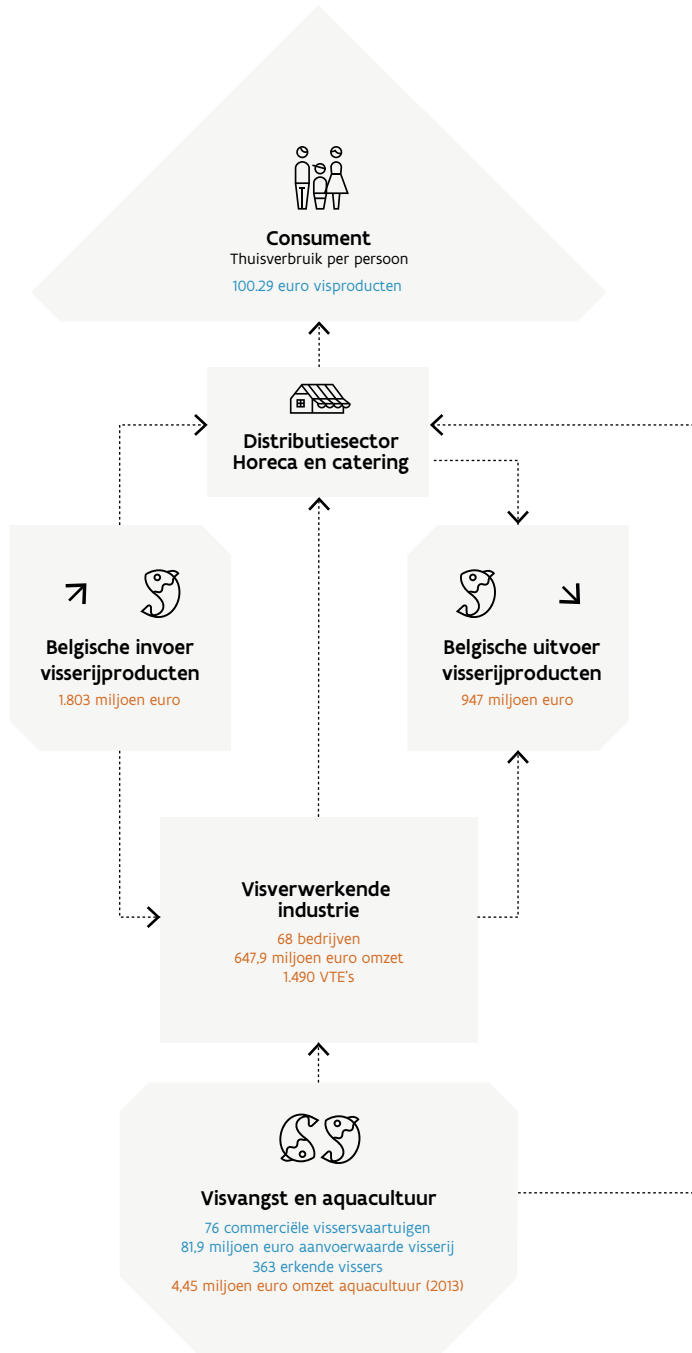 Consument
Thuisverbruik per persoon
100.29 euro visproducten
Distributiesector
Horeca en catering
Belgische invoer
visserijproducten
1.803 miljoen euro
Belgische uitvoer
visserijproducten
947 miljoen euro
Visverwerkende
industrie
68 bedrijven
647,9 miljoen euro omzet
1.490 VTE's
Visvangst en aquacultuur
76 commerciële vissersvaartuigen
81,9 miljoen euro aanvoerwaarde visserij
363 erkende vissers
4,45 miljoen euro omzet aquacultuur (2013)